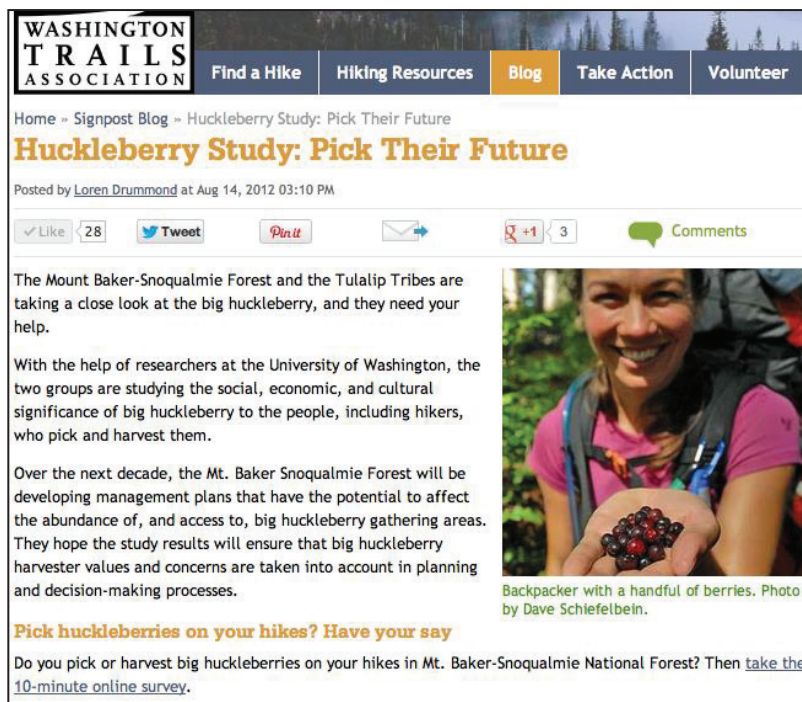 WASHINGTON
TRAILS
ASSOCIATION
Find a Hike
Hiking Resources
Blog
Take Action
Volunteer
Home » Signpost Blog » Huckleberry Study: Pick Their Future
Huckleberry Study: Pick Their Future
Posted by Loren Drummond at Aug 14, 2012 03:10 PM
Like 28 Tweet Pin it g +1 3 Comments
The Mount Baker-Snoqualmie Forest and the Tulalip Tribes are
taking a close look at the big huckleberry, and they need your
help.
With the help of researchers at the University of Washington, the
two groups are studying the social, economic, and cultural
significance of big huckleberry to the people, including hikers,
who pick and harvest them.
Over the next decade, the Mt. Baker Snoqualmie Forest will be
developing management plans that have the potential to affect
the abundance of, and access to, big huckleberry gathering areas.
They hope the study results will ensure that big huckleberry
harvester values and concerns are taken into account in planning
and decision-making processes.
Backpacker with a handful of berries. Photo
by Dave Schiefelbein.
Pick huckleberries on your hikes? Have your say
Do you pick or harvest big huckleberries on your hikes in Mt. Baker-Snoqualmie National Forest? Then take the
10-minute online survey.